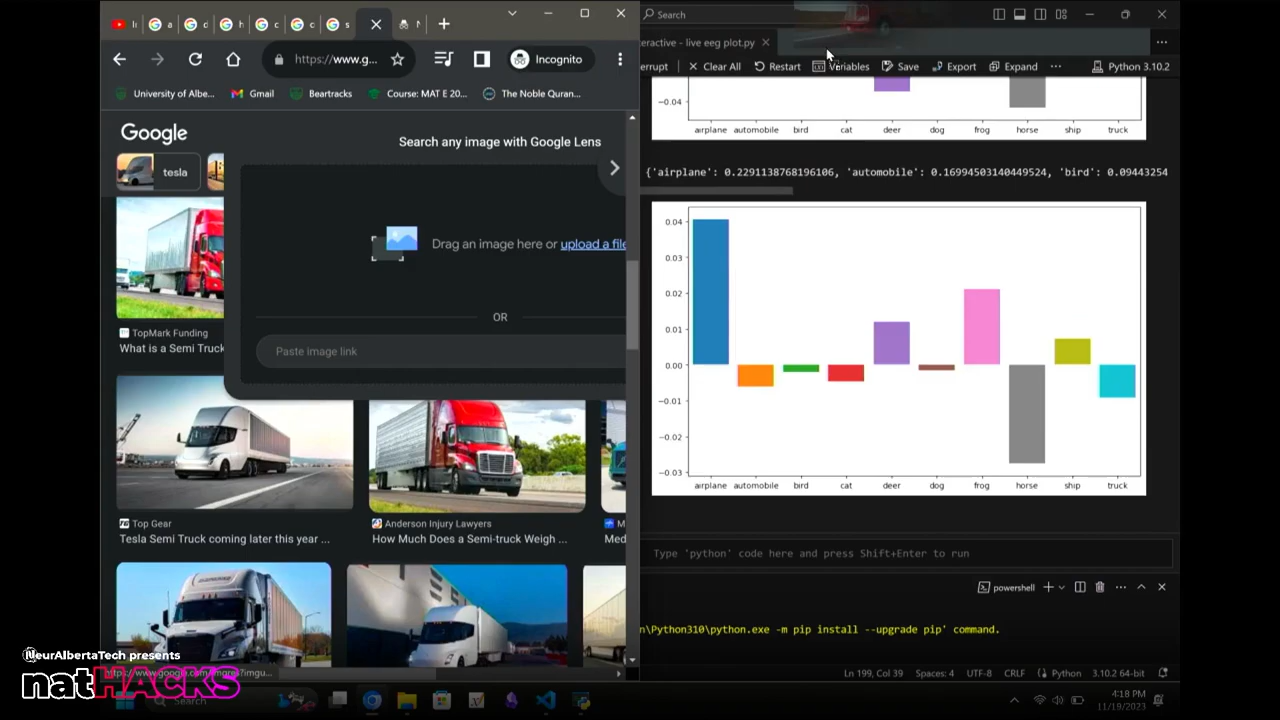 https://www.g...
Incognito
University of Albe...
Gmail
Beartracks
Course: MAT E 20...
The Noble Quran...
Google
tesla
Search any image with Google Lens
Drag an image here or upload a file
OR
Paste image link
TopMark Funding
What is a Semi Truck
Top Gear
Tesla Semi Truck coming later this year ...
Anderson Injury Lawyers
How Much Does a Semi-truck Weigh ...
Med
Search
eractive - live eeg plot.py
errupt
Clear All
Restart
Variables
Save
Export
Expand
Python 3.10.2
−0.04
airplane automobile bird cat deer dog frog horse ship truck
{'airplane': 0.2291138768196106, 'automobile': 0.16994503140449524, 'bird': 0.09443254
0.04
0.03
0.02
0.01
0.00
−0.01
−0.02
−0.03
airplane automobile bird cat deer dog frog horse ship truck
Type 'python' code here and press Shift+Enter to run
powershell
n\Python310\python.exe -m pip install --upgrade pip' command.
Ln 199, Col 39 Spaces: 4 UTF-8 CRLF Python 3.10.2 64-bit
NeurAlbertaTech presents
natHACKS
https://www.google.com/imgres?imgu...
Search
4:18 PM
11/19/2023